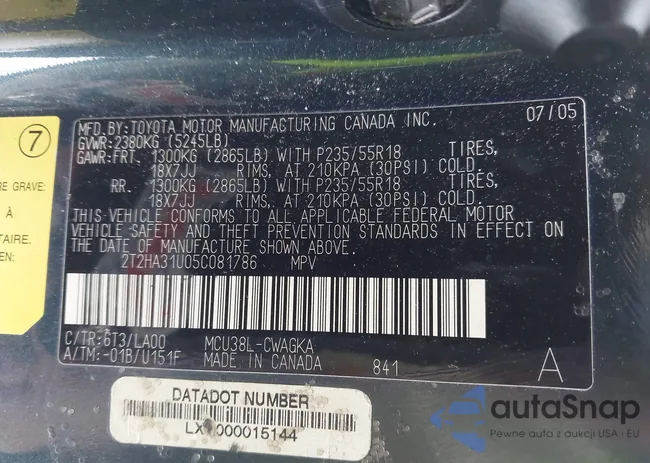 07/05
MFD.BY:TOYOTA MOTOR MANUFACTURING CANADA INC.
GVWR:2380KG (5245LB)
GAWR:FRT. 1300KG (2865LB) WITH P235/55R18 TIRES,
18X7JJ RIMS, AT 210KPA (30PSI) COLD.
RR. 1300KG (2865LB) WITH P235/55R18 TIRES,
18X7JJ RIMS, AT 210KPA (30PSI) COLD.
THIS VEHICLE CONFORMS TO ALL APPLICABLE FEDERAL MOTOR
VEHICLE SAFETY AND THEFT PREVENTION STANDARDS IN EFFECT ON
THE DATE OF MANUFACTURE SHOWN ABOVE.
2T2HA31U05C081786 MPV
C/TR:6T3/LA00 MCU38L-CWAGKA
A/TM:-01B/U151F MADE IN CANADA 841 A
7
RE GRAVE:
À
TAIRE.
DATADOT NUMBER
000015144
autoSnap
Pewne auto z aukcji USA - EU